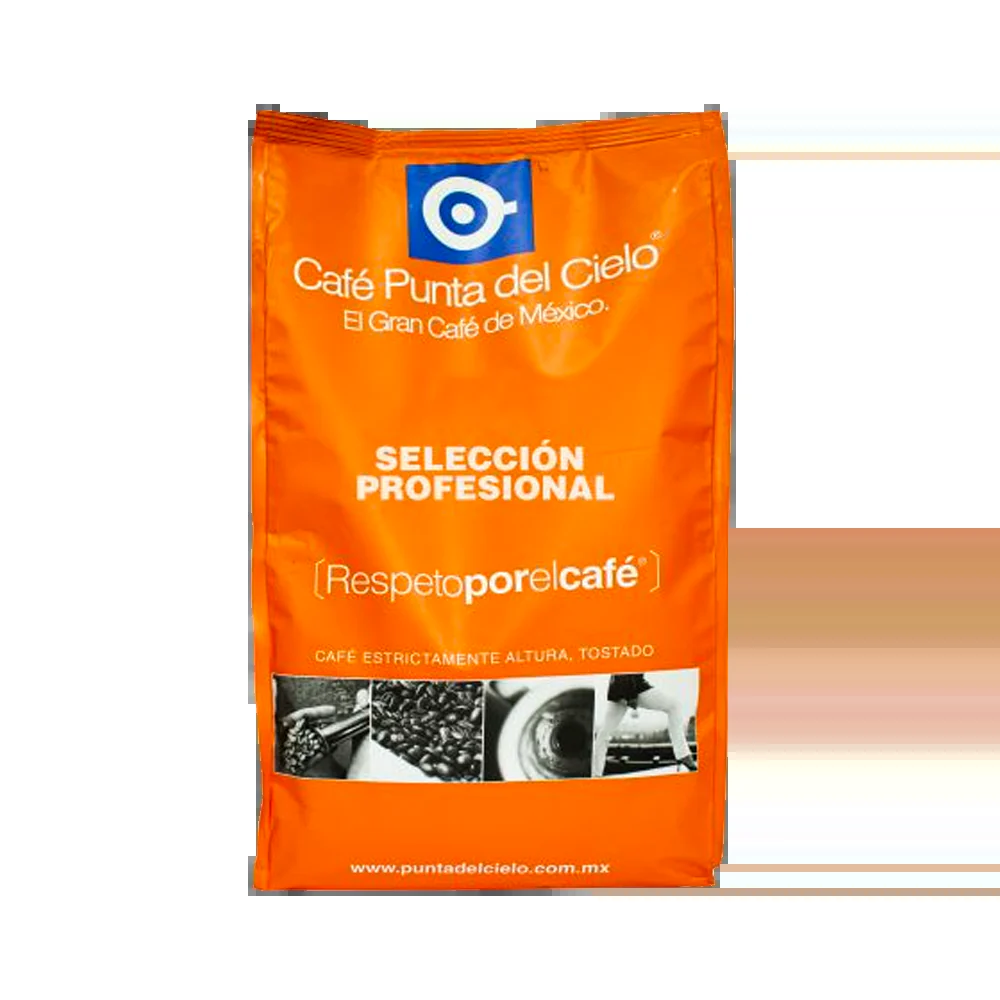 Café Punta del Cielo®
El Gran Café de México.
SELECCIÓN
PROFESIONAL
[Respetoporelcafé®]
CAFÉ ESTRICTAMENTE ALTURA, TOSTADO
www.puntadelcielo.com.mx